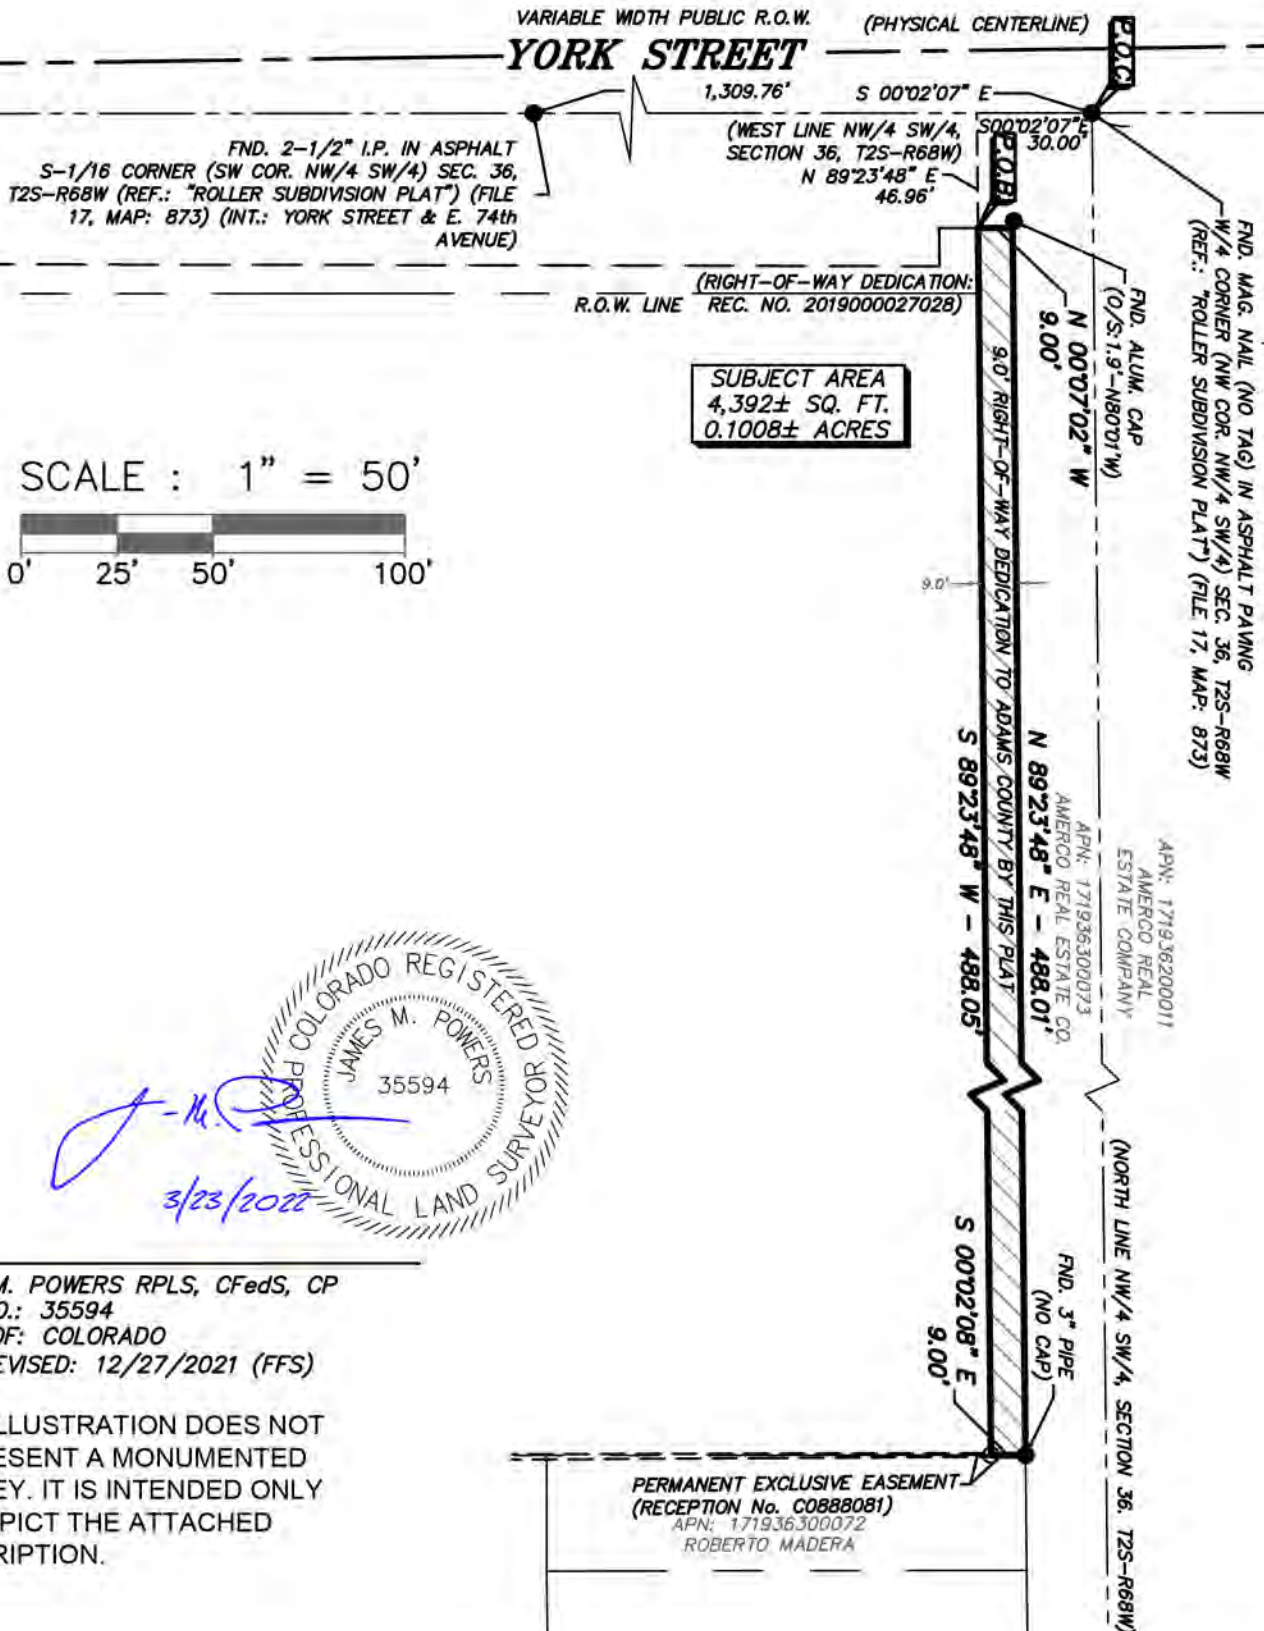 VARIABLE WIDTH PUBLIC R.O.W.
(PHYSICAL CENTERLINE)
YORK STREET
P.O.C.
1,309.76'
S 00°02'07" E
(WEST LINE NW/4 SW/4,
SECTION 36, T2S-R68W)
S00°02'07"E
30.00'
N 89°23'48" E
46.96'
P.O.B.
FND. 2-1/2" I.P. IN ASPHALT
S-1/16 CORNER (SW COR. NW/4 SW/4) SEC. 36,
T2S-R68W (REF.: "ROLLER SUBDIVISION PLAT") (FILE
17, MAP: 873) (INT.: YORK STREET & E. 74th
AVENUE)
(RIGHT-OF-WAY DEDICATION:
R.O.W. LINE REC. NO. 2019000027028)
FND. MAG. NAIL (NO TAG) IN ASPHALT PAVING
W/4 CORNER (NW COR. NW/4 SW/4) SEC. 36, T2S-R68W
(REF.: "ROLLER SUBDIVISION PLAT") (FILE 17, MAP: 873)
FND. ALUM. CAP
(O/S:1.9'-N80°01'W)
N 00°07'02" W
9.00'
SUBJECT AREA
4,392± SQ. FT.
0.1008± ACRES
SCALE : 1" = 50'
0' 25' 50' 100'
9.0'
9.0' RIGHT-OF-WAY DEDICATION TO ADAMS COUNTY BY THIS PLAT
N 89°23'48" E - 488.01'
S 89°23'48" W - 488.05'
APN: 171936300073
AMERCO REAL ESTATE CO.
APN: 171936200011
AMERCO REAL
ESTATE COMPANY
(NORTH LINE NW/4 SW/4, SECTION 36, T2S-R68W)
COLORADO REGISTERED
PROFESSIONAL LAND SURVEYOR
JAMES M. POWERS
35594
3/23/2022
M. POWERS RPLS, CFedS, CP
O.: 35594
OF: COLORADO
EVISED: 12/27/2021 (FFS)
LLUSTRATION DOES NOT
ESENT A MONUMENTED
EY. IT IS INTENDED ONLY
PICT THE ATTACHED
RIPTION.
S 00°02'08" E
9.00'
FND. 3" PIPE
(NO CAP)
PERMANENT EXCLUSIVE EASEMENT
(RECEPTION No. C0888081)
APN: 171936300072
ROBERTO MADERA